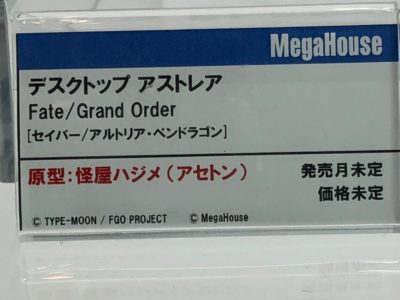 MegaHouse
デスクトップ アストレア
Fate/Grand Order
[セイバー/アルトリア・ペンドラゴン]
原型:怪屋ハジメ(アセトン)
発売月未定
価格未定
© TYPE-MOON / FGO PROJECT © MegaHouse